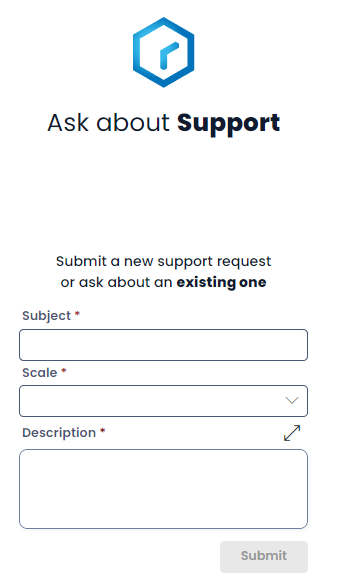 Ask about Support
Submit a new support request
or ask about an existing one
Subject *
Scale *
Description *
Submit